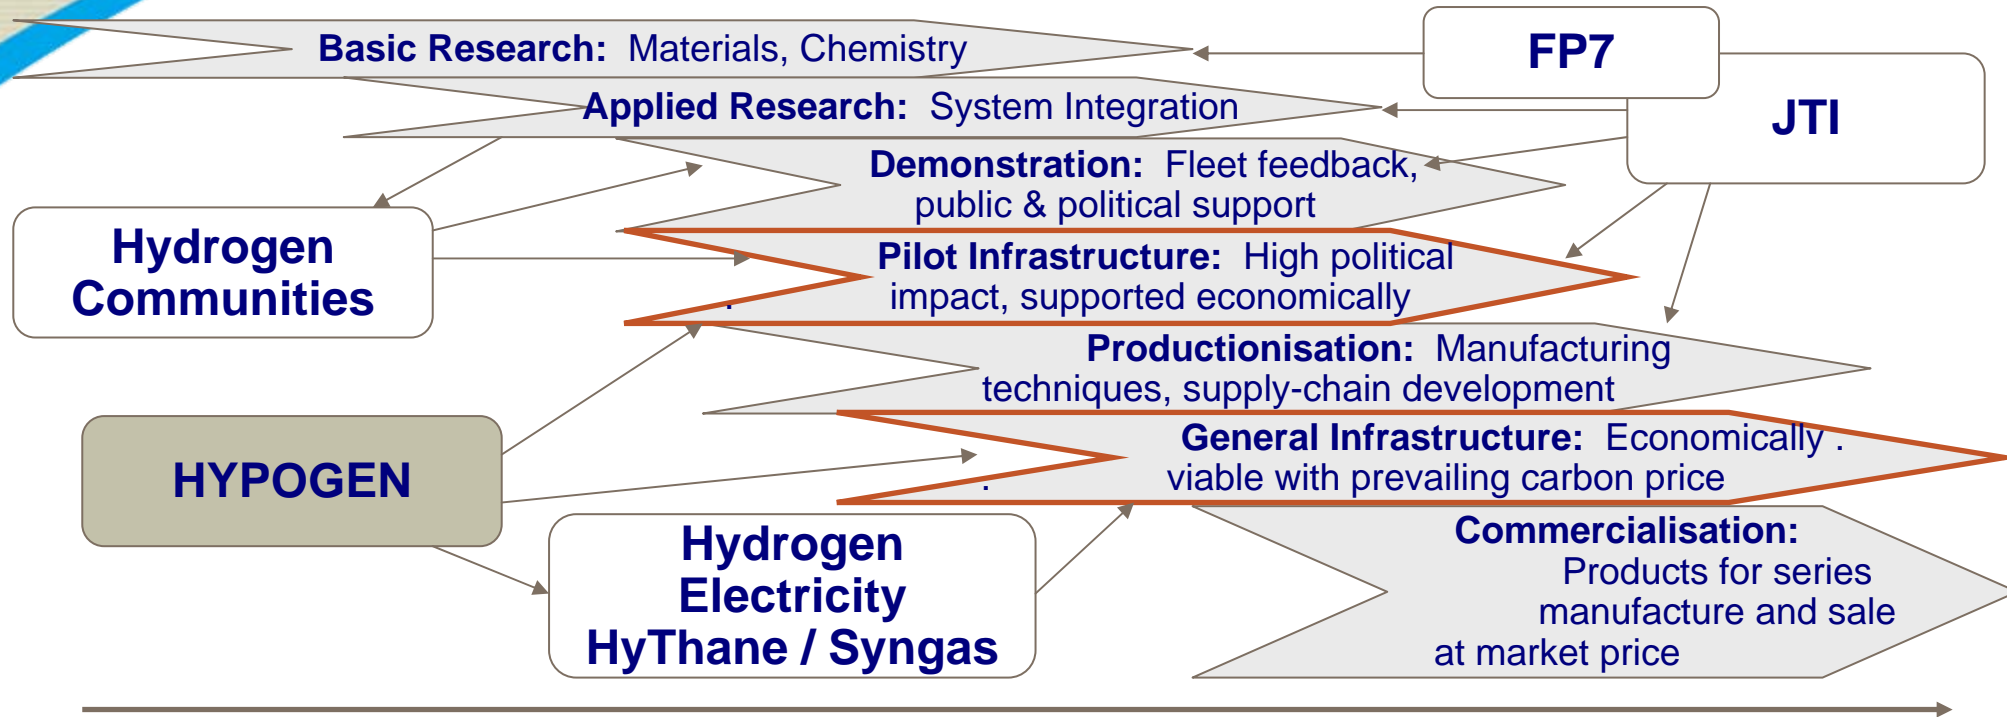 Basic Research: Materials, Chemistry
FP7
JTI
Applied Research: System Integration
Demonstration: Fleet feedback,
public & political support
Hydrogen
Communities
Pilot Infrastructure: High political
. impact, supported economically
Productionisation: Manufacturing
techniques, supply-chain development
HYPOGEN
General Infrastructure: Economically .
. viable with prevailing carbon price
Hydrogen
Electricity
HyThane / Syngas
Commercialisation:
Products for series
manufacture and sale
at market price